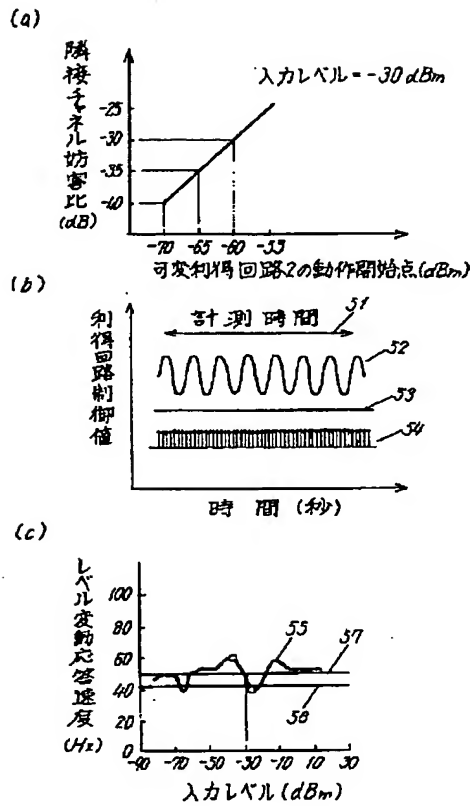 (a)
隣接チャネル妨害比(dB)
入力レベル=-30dBm
-25
-30
-35
-40
-70 -65 -60 -55
可変利得回路2の動作開始点(dBm)
(b)
利得回路制御値
計測時間
51
52
53
54
時間(秒)
(c)
レベル変動応答速度(Hz)
100
80
60
40
20
0
55
57
58
-90 -70 -50 -30 -10 10 30
入力レベル(dBm)